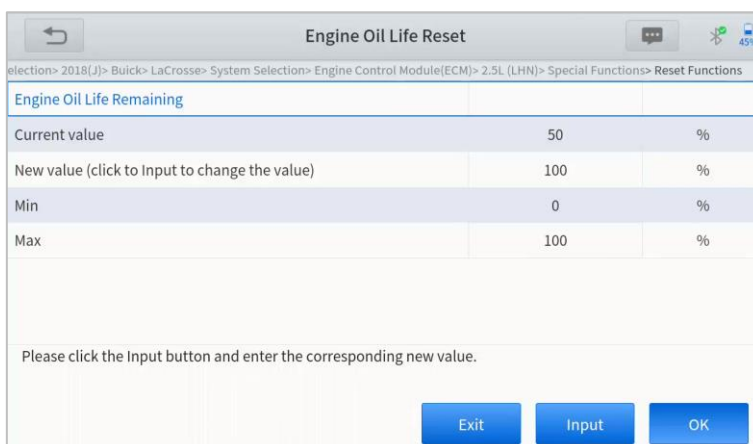 Engine Oil Life Reset
45%
election> 2018(J)> Buick> LaCrosse> System Selection> Engine Control Module(ECM)> 2.5L (LHN)> Special Functions> Reset Functions
Engine Oil Life Remaining
Current value 50 %
New value (click to Input to change the value) 100 %
Min 0 %
Max 100 %
Please click the Input button and enter the corresponding new value.
Exit Input OK